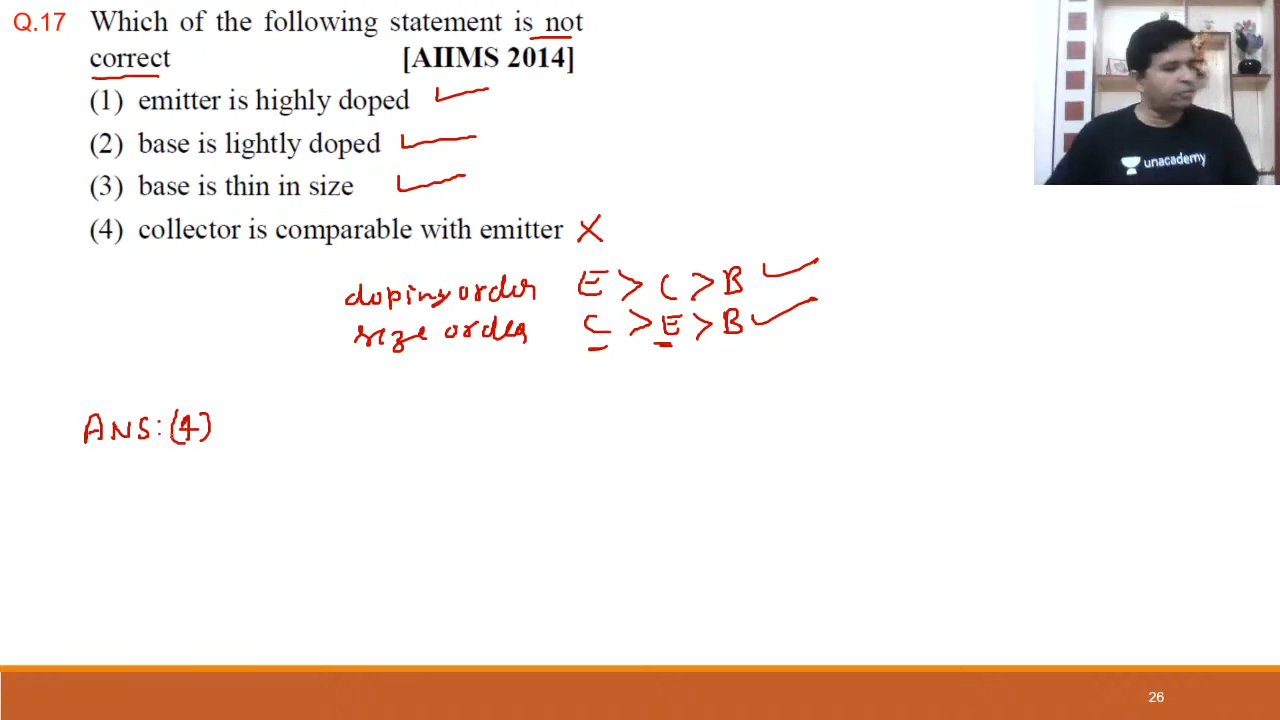 Q.17 Which of the following statement is not
correct [AIIMS 2014]
(1) emitter is highly doped
(2) base is lightly doped
(3) base is thin in size
(4) collector is comparable with emitter
doping order E > C > B
size order C > E > B
ANS: (4)
unacademy
26